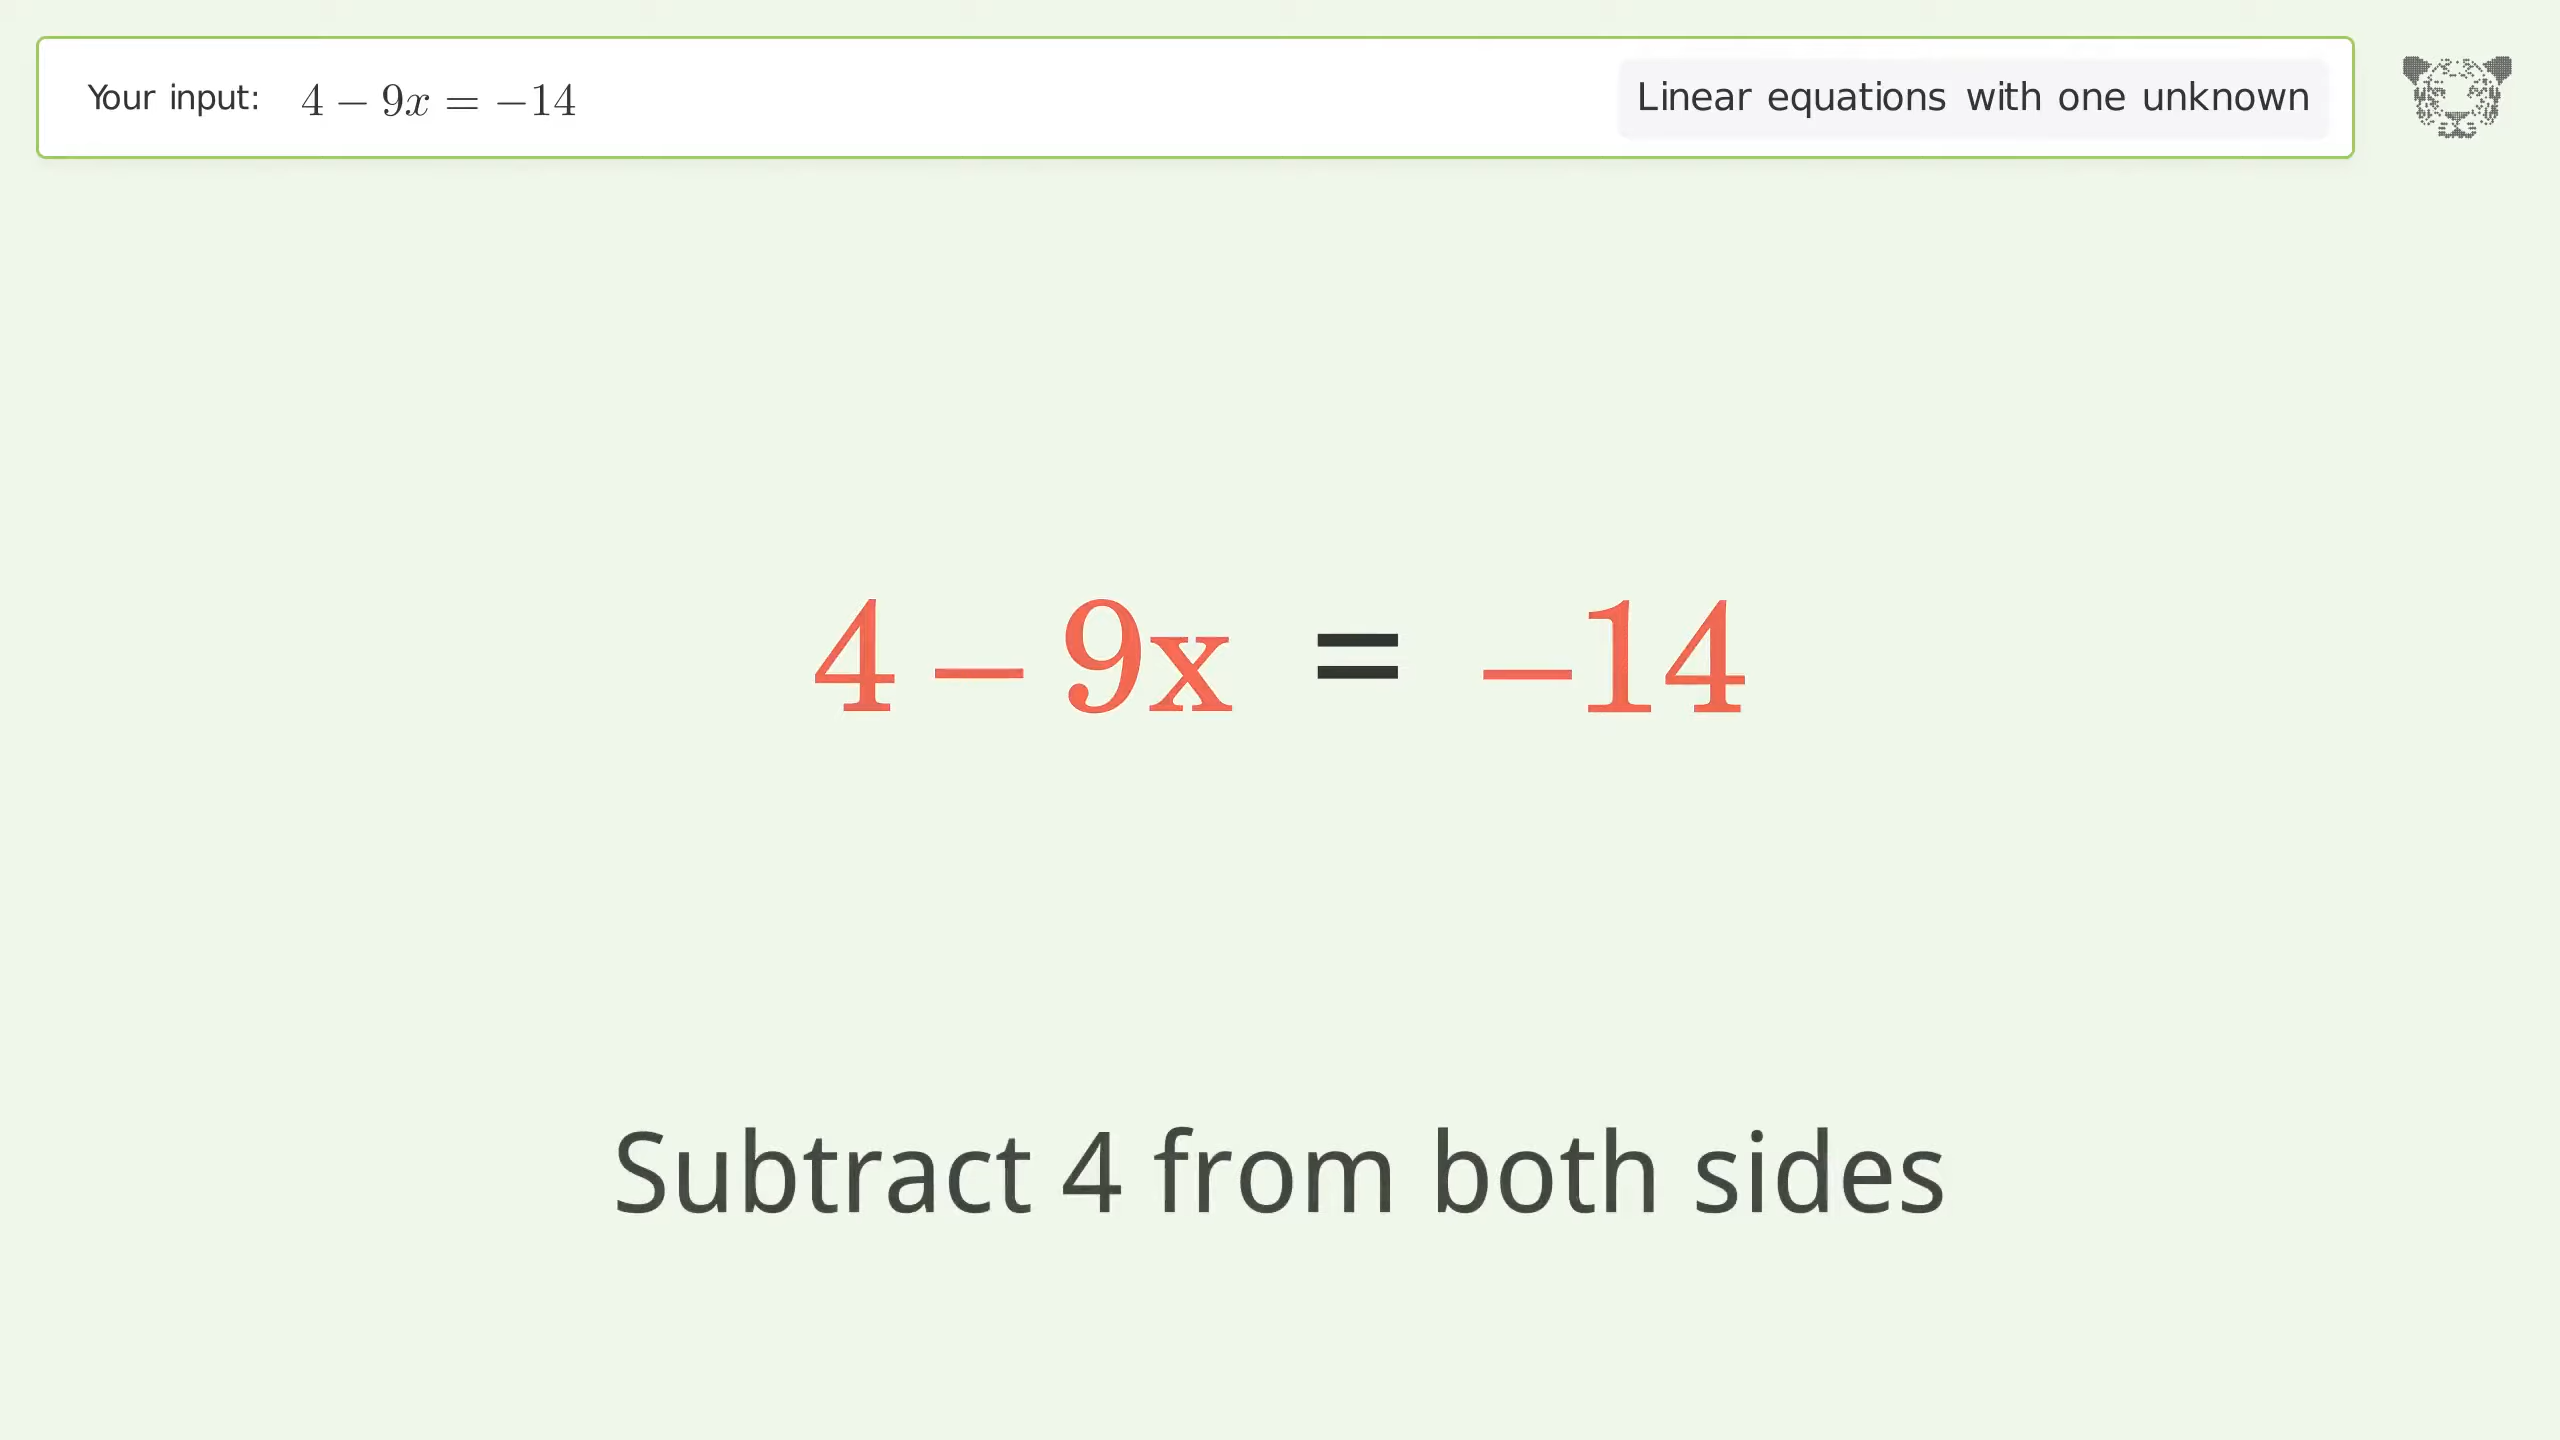 Your input: 4 − 9x = −14
Linear equations with one unknown
4 − 9x = −14
Subtract 4 from both sides